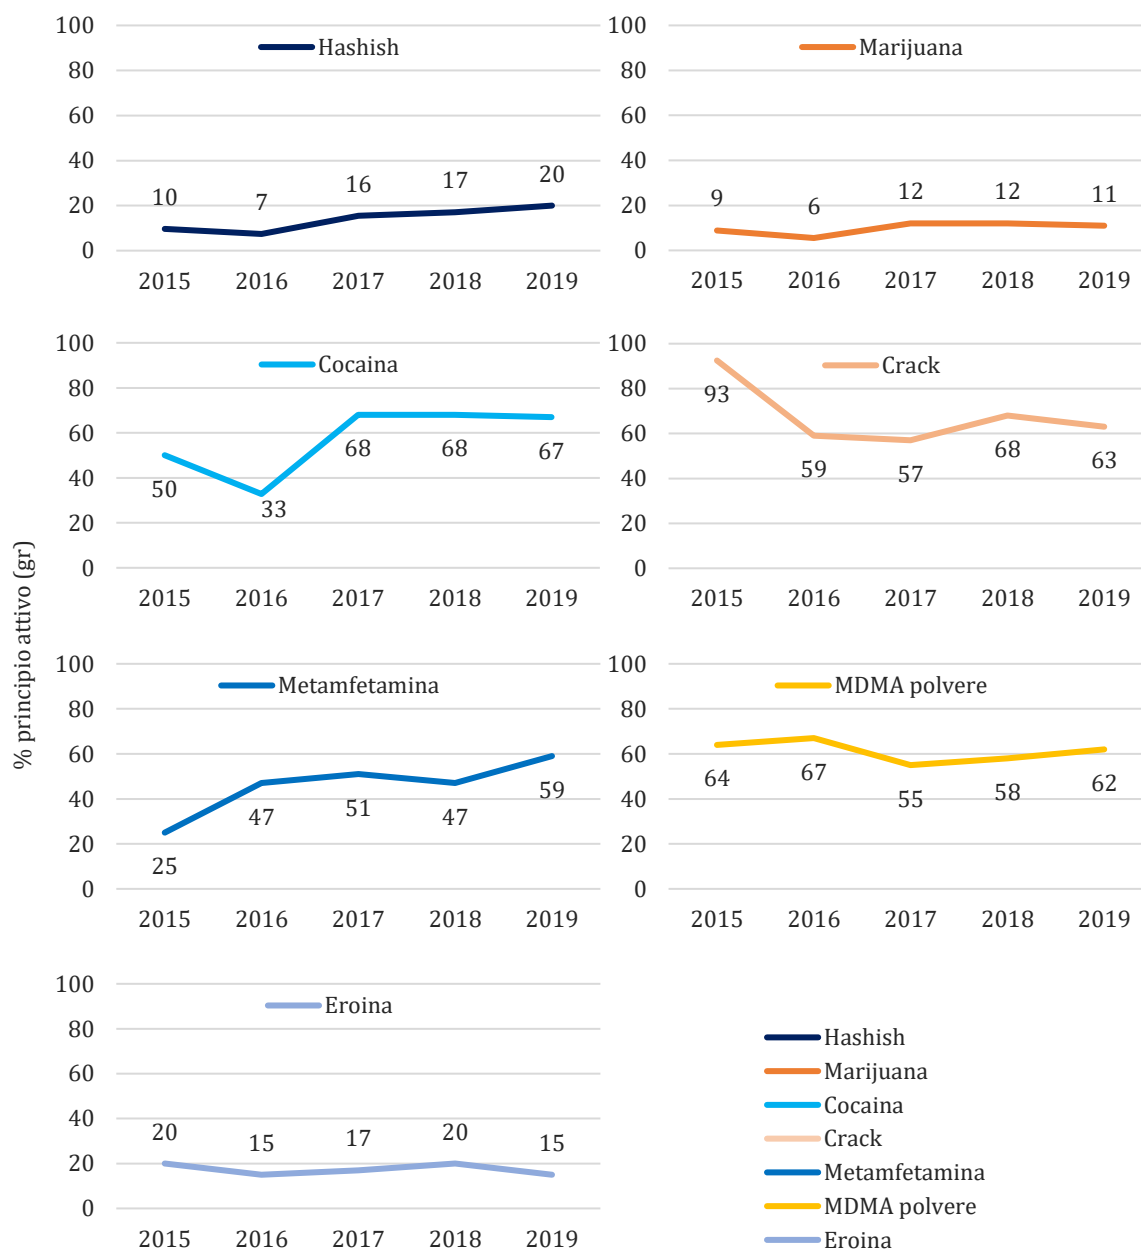 % principio attivo (gr)
Hashish
100
80
60
40
20
0
10 7 16 17 20
2015 2016 2017 2018 2019
Marijuana
100
80
60
40
20
0
9 6 12 12 11
2015 2016 2017 2018 2019
Cocaina
100
80
60
40
20
0
50 33 68 68 67
2015 2016 2017 2018 2019
Crack
100
80
60
40
20
0
93 59 57 68 63
2015 2016 2017 2018 2019
Metamfetamina
100
80
60
40
20
0
25 47 51 47 59
2015 2016 2017 2018 2019
MDMA polvere
100
80
60
40
20
0
64 67 55 58 62
2015 2016 2017 2018 2019
Eroina
100
80
60
40
20
0
20 15 17 20 15
2015 2016 2017 2018 2019
Hashish
Marijuana
Cocaina
Crack
Metamfetamina
MDMA polvere
Eroina